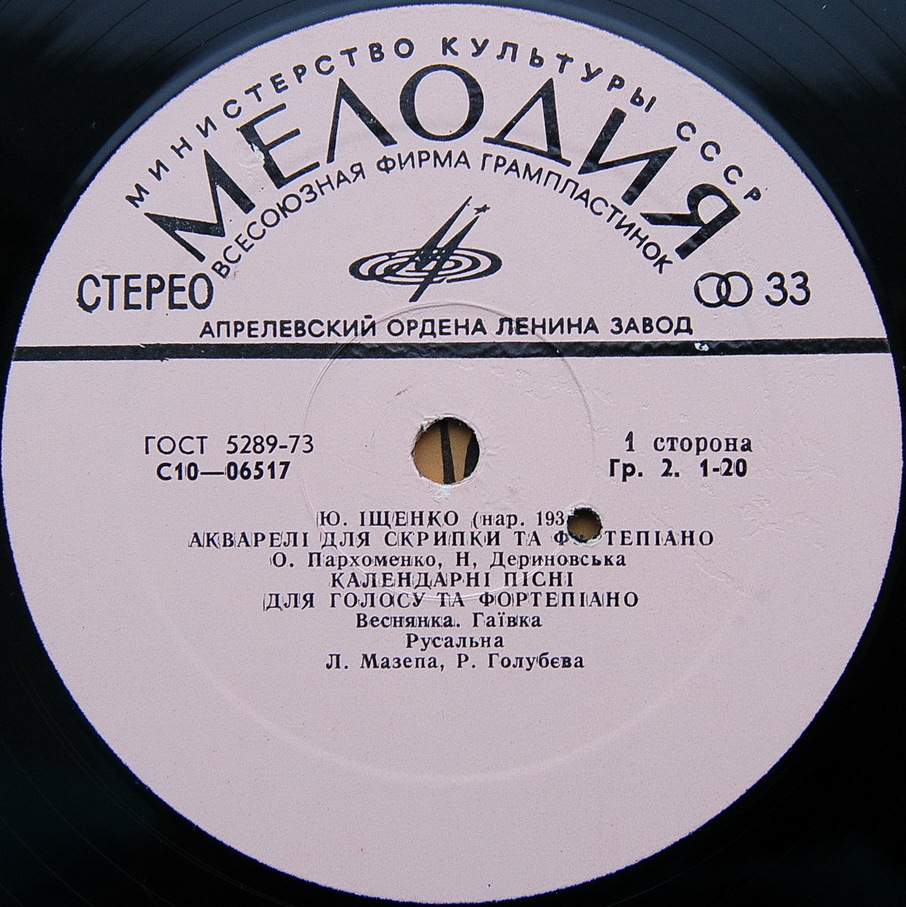 МИНИСТЕРСТВО КУЛЬТУРЫ СССР
МЕЛОДИЯ
ВСЕСОЮЗНАЯ ФИРМА ГРАМПЛАСТИНОК
СТЕРЕО
33
АПРЕЛЕВСКИЙ ОРДЕНА ЛЕНИНА ЗАВОД
ГОСТ 5289-73
1 сторона
С10—06517
Гр. 2. 1-20
Ю. ІЩЕНКО (нар.
АКВАРЕЛІ ДЛЯ СКРИПКИ ТА
О. Пархоменко, Н, Дериновська
КАЛЕНДАРНІ ПІСНІ
ДЛЯ ГОЛОСУ ТА ФОРТЕПІАНО
Веснянка. Гаївка
Русальна
Л. Мазепа, Р. Голубєва